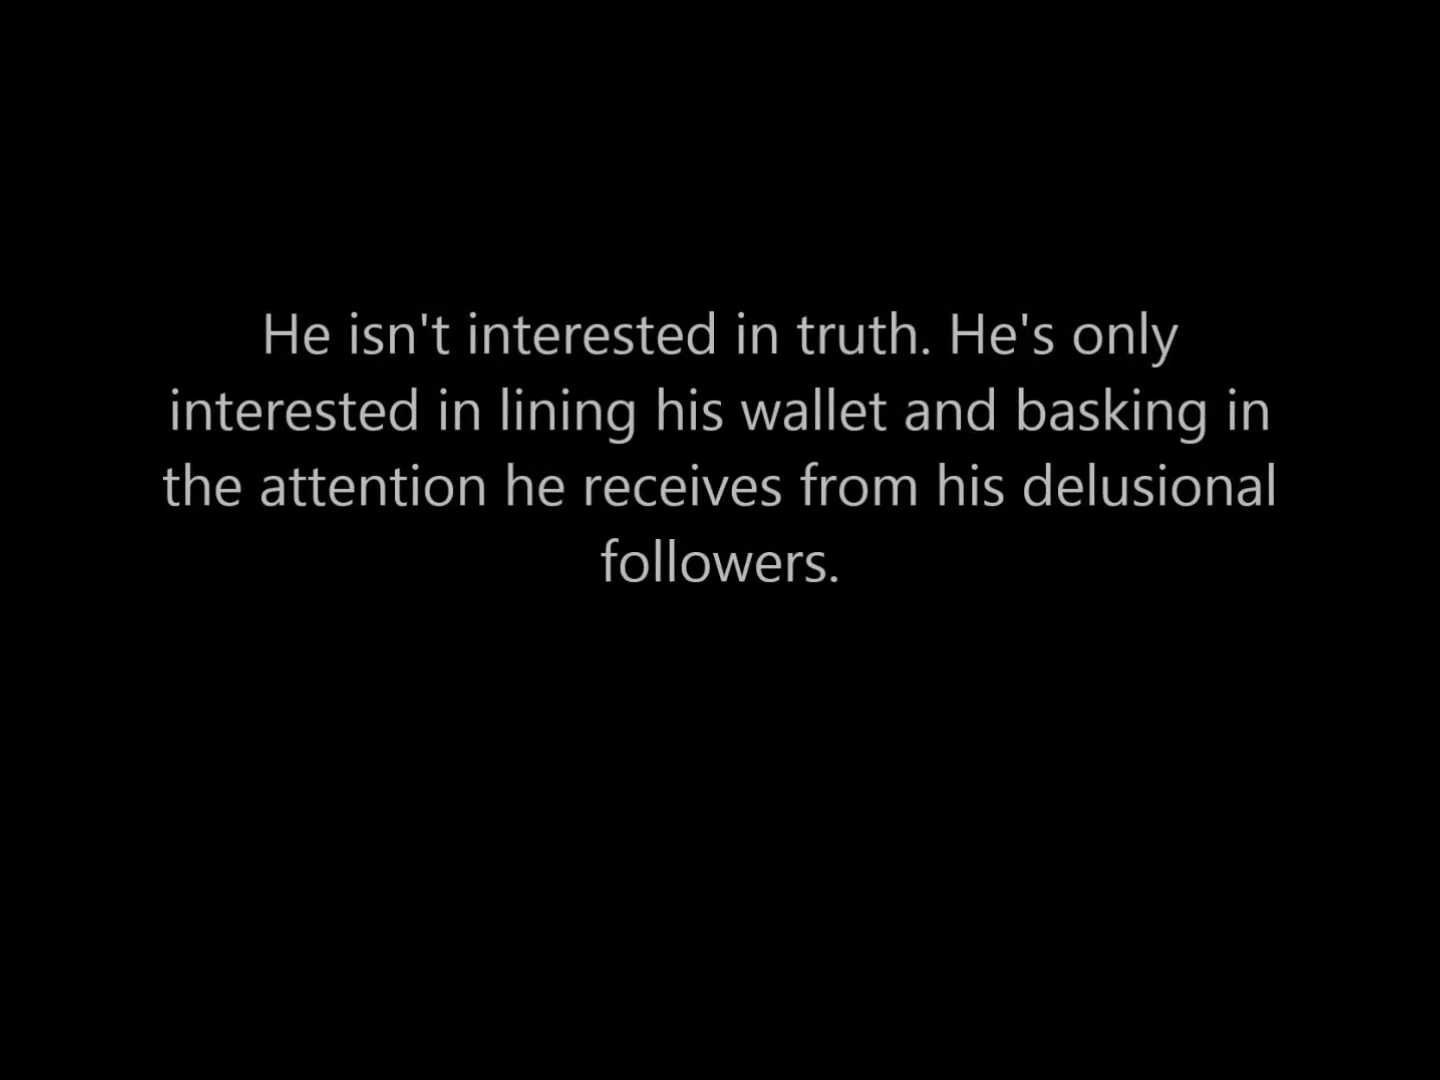 He isn't interested in truth. He's only
interested in lining his wallet and basking in
the attention he receives from his delusional
followers.